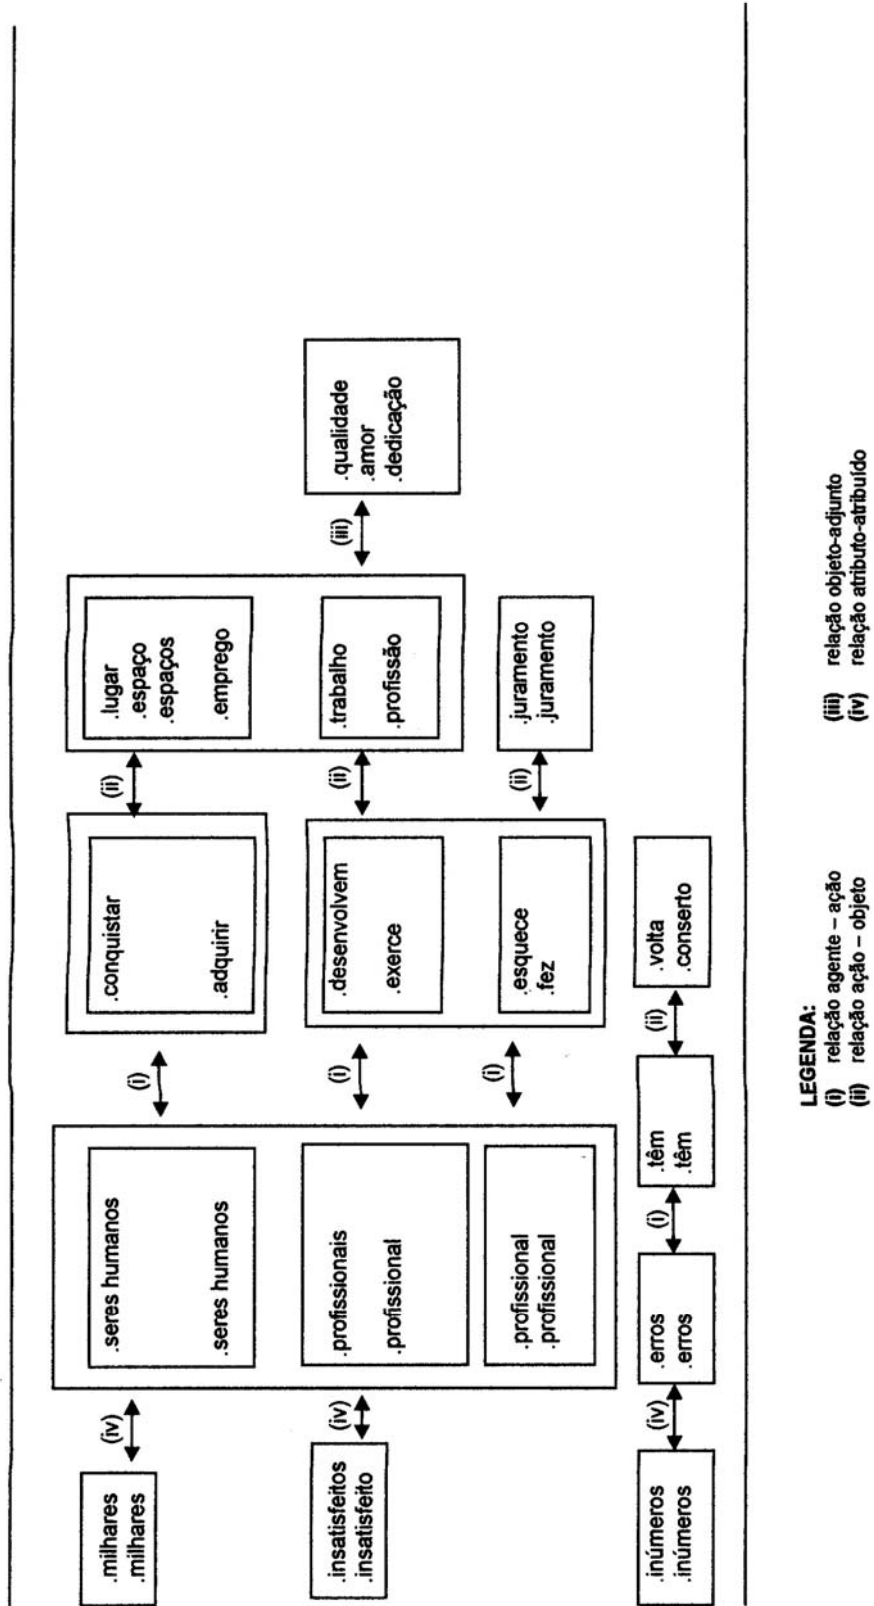 .milhares
.milhares
(iv)
.seres humanos
.seres humanos
(i)
.conquistar
.adquirir
(ii)
.lugar
.espaço
.espaços
.emprego
.insatisfeitos
.insatisfeito
(iv)
.profissionais
.profissional
(i)
.desenvolvem
.exerce
(ii)
.trabalho
.profissão
(iii)
.qualidade
.amor
.dedicação
.profissional
.profissional
(i)
.esquece
.fez
(ii)
.juramento
.juramento
.inúmeros
.inúmeros
(iv)
.erros
.erros
(i)
.têm
.têm
(ii)
.volta
.conserto
LEGENDA:
(i) relação agente – ação
(ii) relação ação – objeto
(iii) relação objeto-adjunto
(iv) relação atributo-atribuído